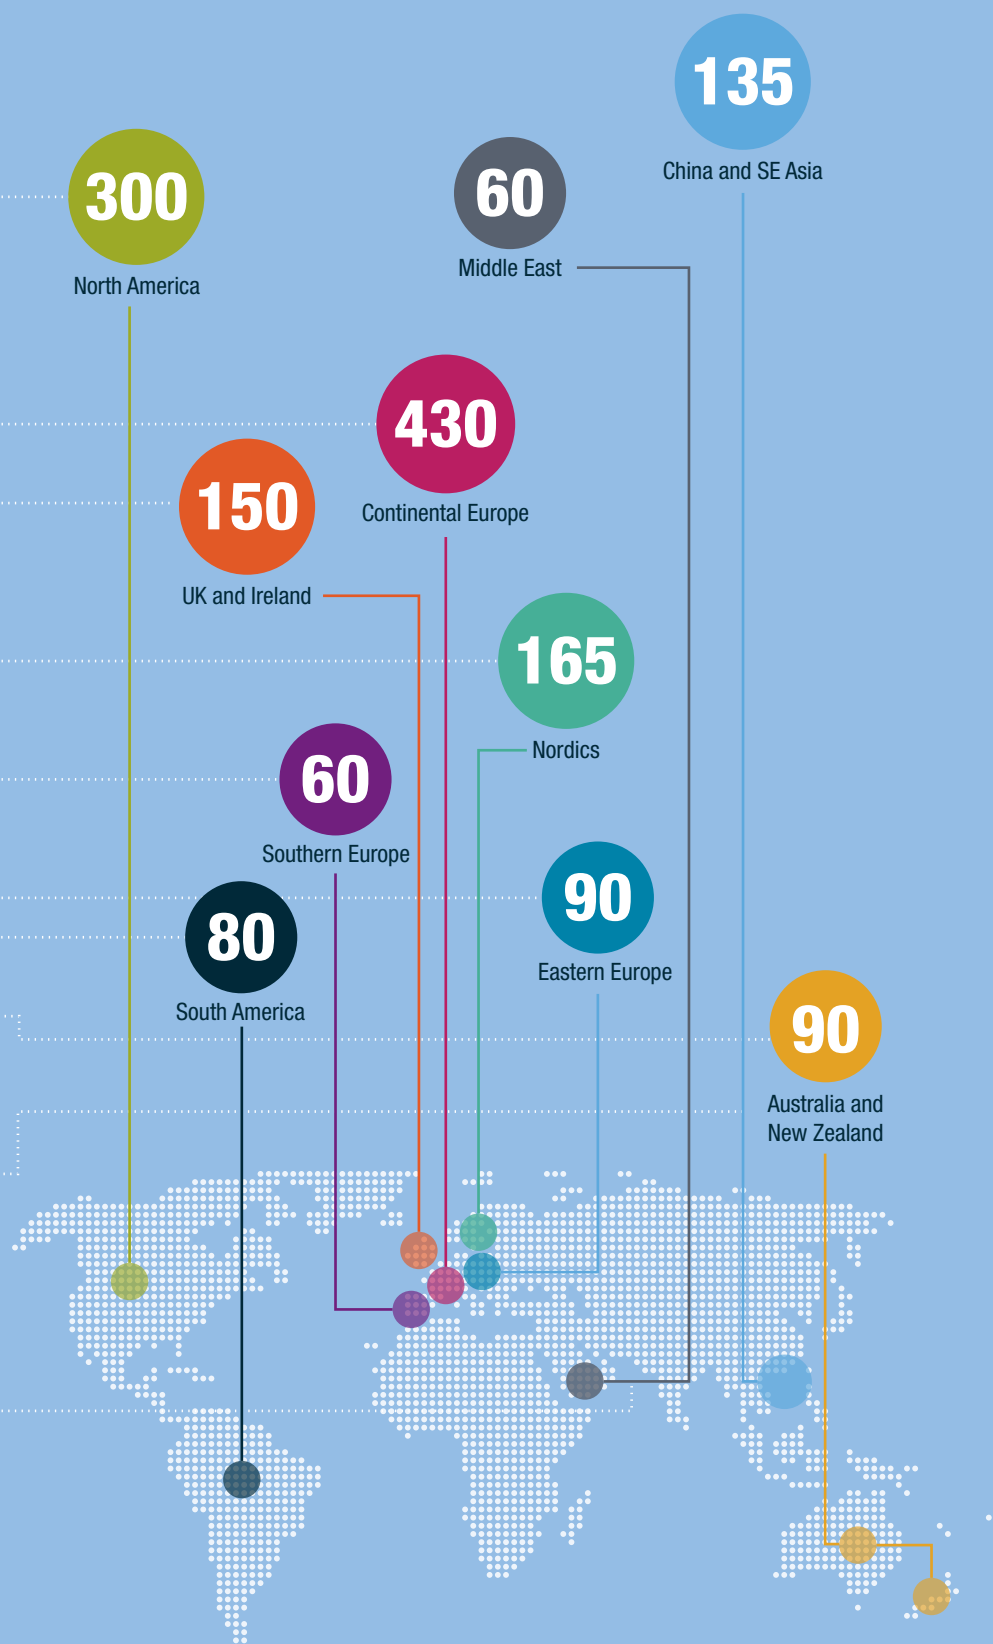 135
China and SE Asia
300
North America
60
Middle East
430
Continental Europe
150
UK and Ireland
165
Nordics
60
Southern Europe
90
Eastern Europe
80
South America
90
Australia and
New Zealand